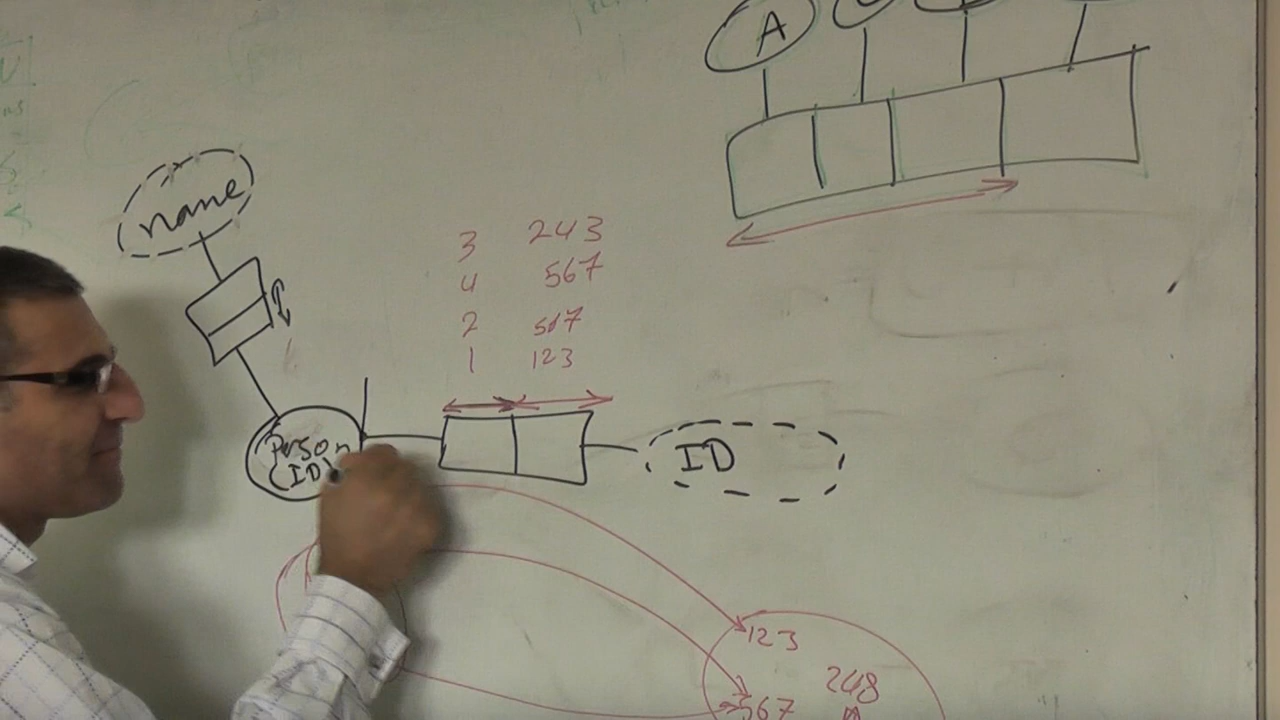 A
name
3 243
4 567
2 567
1 123
Person
(ID)
ID
123
248
567